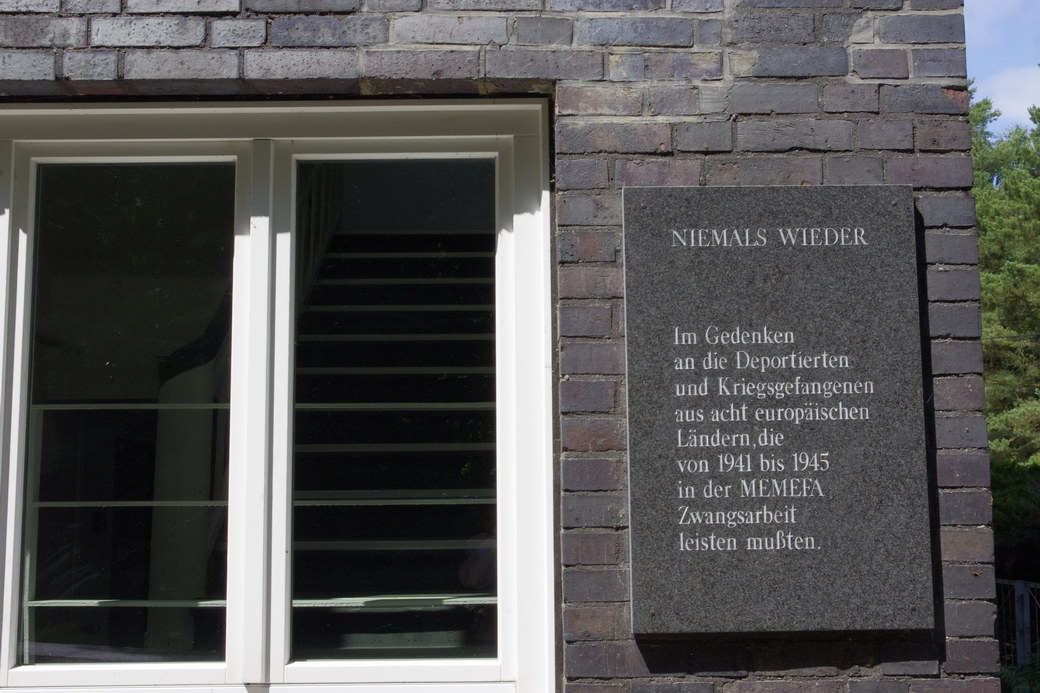 NIEMALS WIEDER
Im Gedenken
an die Deportierten
und Kriegsgefangenen
aus acht europäischen
Ländern, die
von 1941 bis 1945
in der MEMEFA
Zwangsarbeit
leisten mußten.